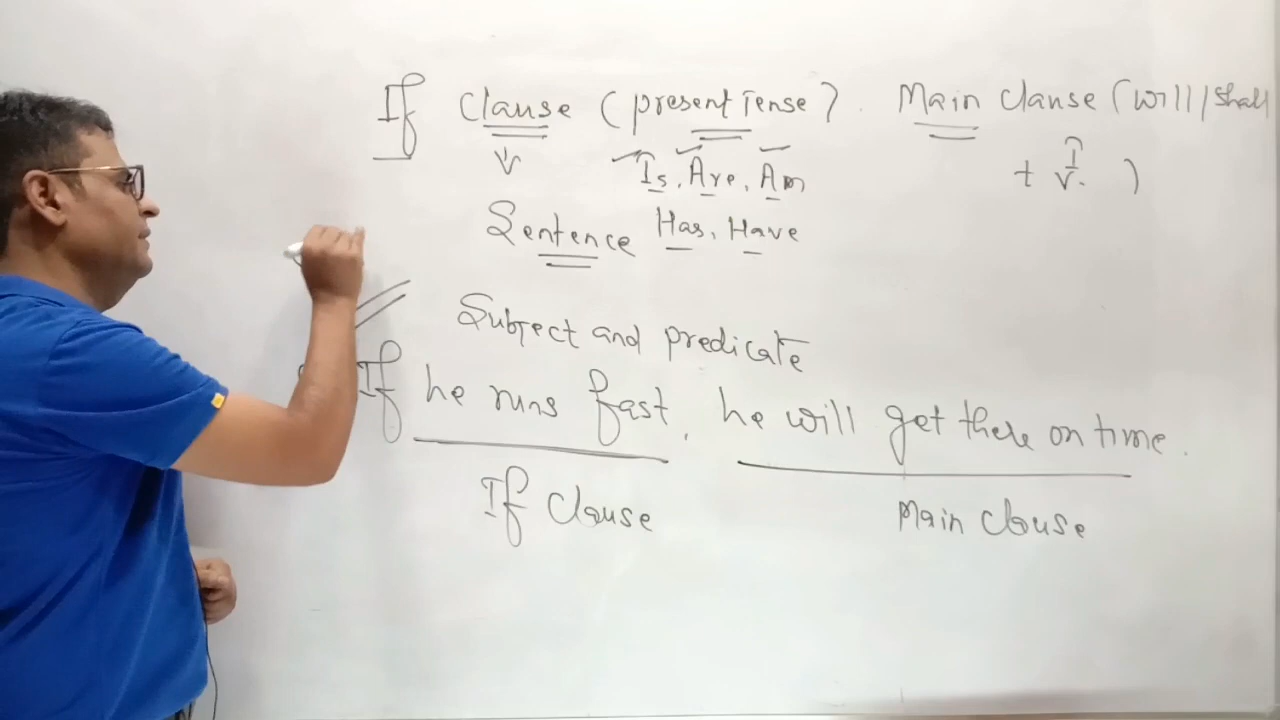 If Clause (present Tense). Main Clause (will/shall
Is, Are, Am + V. I )
Sentence Has, Have
Subject and predicate
If he runs fast, he will get there on time.
If Clause Main Clause